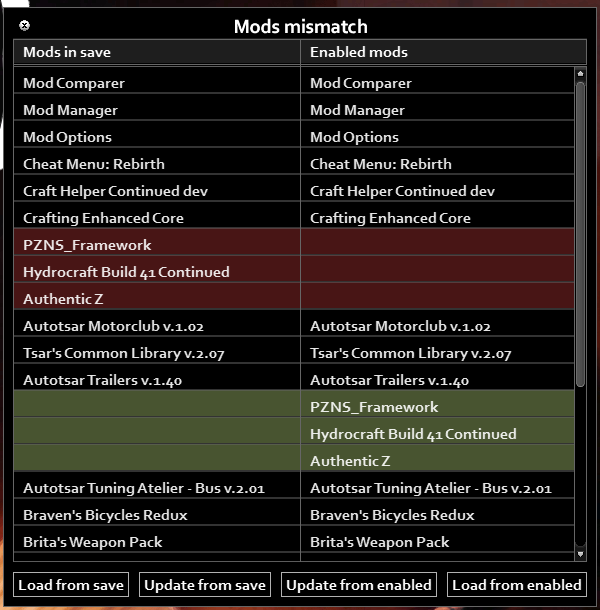 Mods mismatch
Mods in save Enabled mods
Mod Comparer Mod Comparer
Mod Manager Mod Manager
Mod Options Mod Options
Cheat Menu: Rebirth Cheat Menu: Rebirth
Craft Helper Continued dev Craft Helper Continued dev
Crafting Enhanced Core Crafting Enhanced Core
PZNS_Framework
Hydrocraft Build 41 Continued
Authentic Z
Autotsar Motorclub v.1.02 Autotsar Motorclub v.1.02
Tsar's Common Library v.2.07 Tsar's Common Library v.2.07
Autotsar Trailers v.1.40 Autotsar Trailers v.1.40
PZNS_Framework
Hydrocraft Build 41 Continued
Authentic Z
Autotsar Tuning Atelier - Bus v.2.01 Autotsar Tuning Atelier - Bus v.2.01
Braven's Bicycles Redux Braven's Bicycles Redux
Brita's Weapon Pack Brita's Weapon Pack
Load from save Update from save Update from enabled Load from enabled